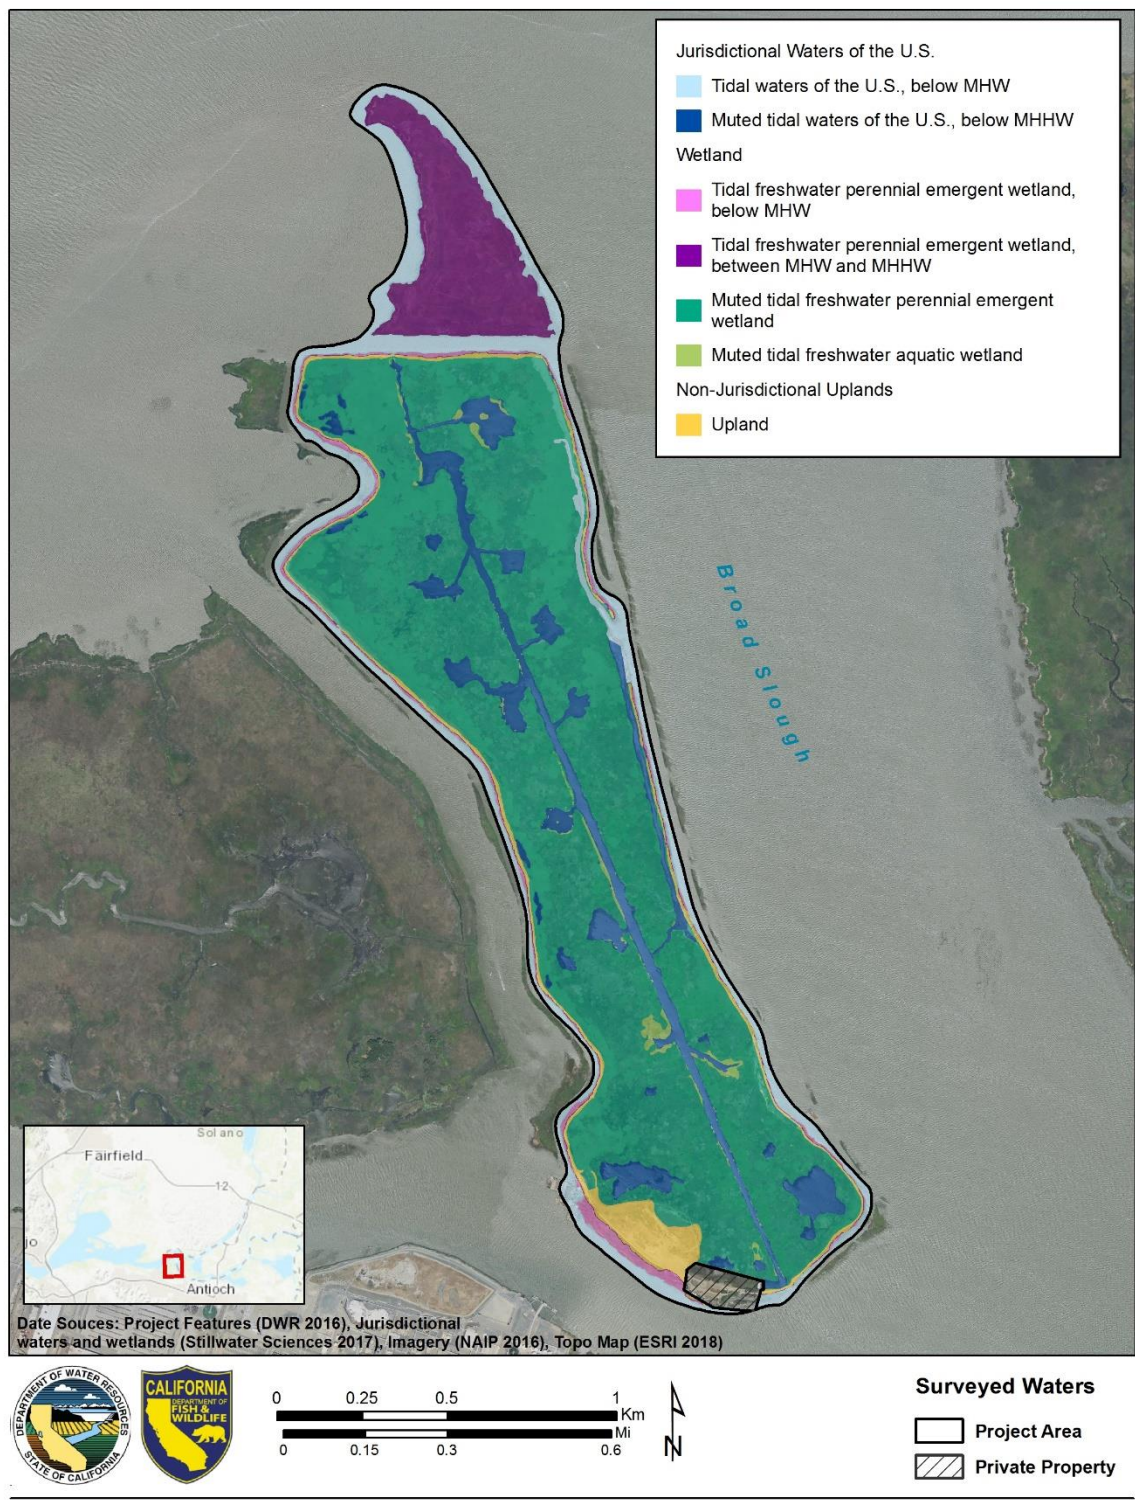 Jurisdictional Waters of the U.S.
Tidal waters of the U.S., below MHW
Muted tidal waters of the U.S., below MHHW
Wetland
Tidal freshwater perennial emergent wetland,
below MHW
Tidal freshwater perennial emergent wetland,
between MHW and MHHW
Muted tidal freshwater perennial emergent
wetland
Muted tidal freshwater aquatic wetland
Non-Jurisdictional Uplands
Upland
Broad Slough
Solano
Fairfield
12
jo
Antioch
Date Souces: Project Features (DWR 2016), Jurisdictional
waters and wetlands (Stillwater Sciences 2017), Imagery (NAIP 2016), Topo Map (ESRI 2018)
DEPARTMENT OF WATER RESOURCES
STATE OF CALIFORNIA
CALIFORNIA
DEPARTMENT OF
FISH &
WILDLIFE
0 0.25 0.5 1
Km
Mi
0 0.15 0.3 0.6
N
Surveyed Waters
Project Area
Private Property